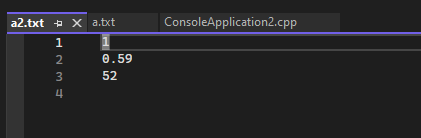 a2.txt a.txt ConsoleApplication2.cpp
1 1
2 0.59
3 52
4